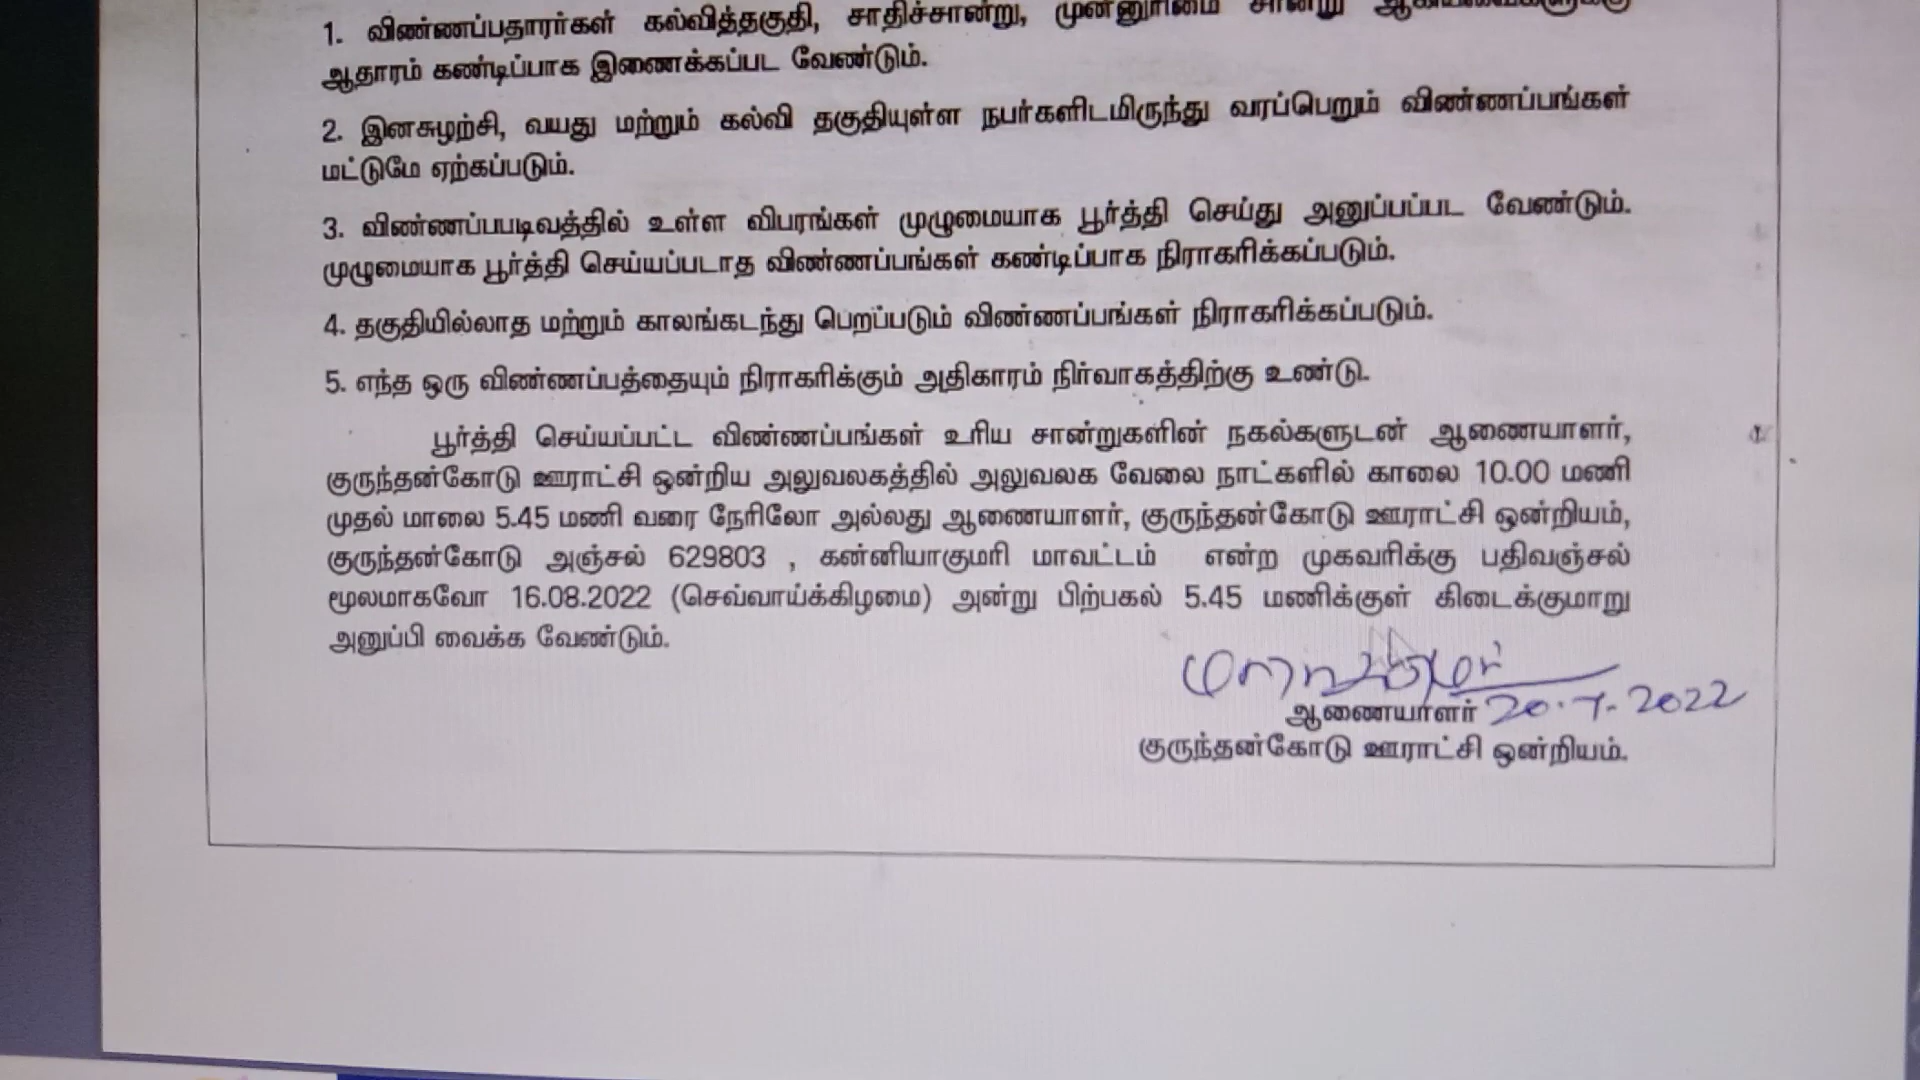 1. விண்ணப்பதாரர்கள் கல்வித்தகுதி, சாதிச்சான்று, முன்னுரிமை சான்று ஆகியவைகளுக்கு
ஆதாரம் கண்டிப்பாக இணைக்கப்பட வேண்டும்.
2. இனசுழற்சி, வயது மற்றும் கல்வி தகுதியுள்ள நபர்களிடமிருந்து வரப்பெறும் விண்ணப்பங்கள்
மட்டுமே ஏற்கப்படும்.
3. விண்ணப்பபடிவத்தில் உள்ள விபரங்கள் முழுமையாக பூர்த்தி செய்து அனுப்பப்பட வேண்டும்.
முழுமையாக பூர்த்தி செய்யப்படாத விண்ணப்பங்கள் கண்டிப்பாக நிராகரிக்கப்படும்.
4. தகுதியில்லாத மற்றும் காலங்கடந்து பெறப்படும் விண்ணப்பங்கள் நிராகரிக்கப்படும்.
5. எந்த ஒரு விண்ணப்பத்தையும் நிராகரிக்கும் அதிகாரம் நிர்வாகத்திற்கு உண்டு.
பூர்த்தி செய்யப்பட்ட விண்ணப்பங்கள் உரிய சான்றுகளின் நகல்களுடன் ஆணையாளர்,
குருந்தன்கோடு ஊராட்சி ஒன்றிய அலுவலகத்தில் அலுவலக வேலை நாட்களில் காலை 10.00 மணி
முதல் மாலை 5.45 மணி வரை நேரிலோ அல்லது ஆணையாளர், குருந்தன்கோடு ஊராட்சி ஒன்றியம்,
குருந்தன்கோடு அஞ்சல் 629803 , கன்னியாகுமரி மாவட்டம் என்ற முகவரிக்கு பதிவஞ்சல்
மூலமாகவோ 16.08.2022 (செவ்வாய்க்கிழமை) அன்று பிற்பகல் 5.45 மணிக்குள் கிடைக்குமாறு
அனுப்பி வைக்க வேண்டும்.
ஆணையாளர் 20.7.2022
குருந்தன்கோடு ஊராட்சி ஒன்றியம்.